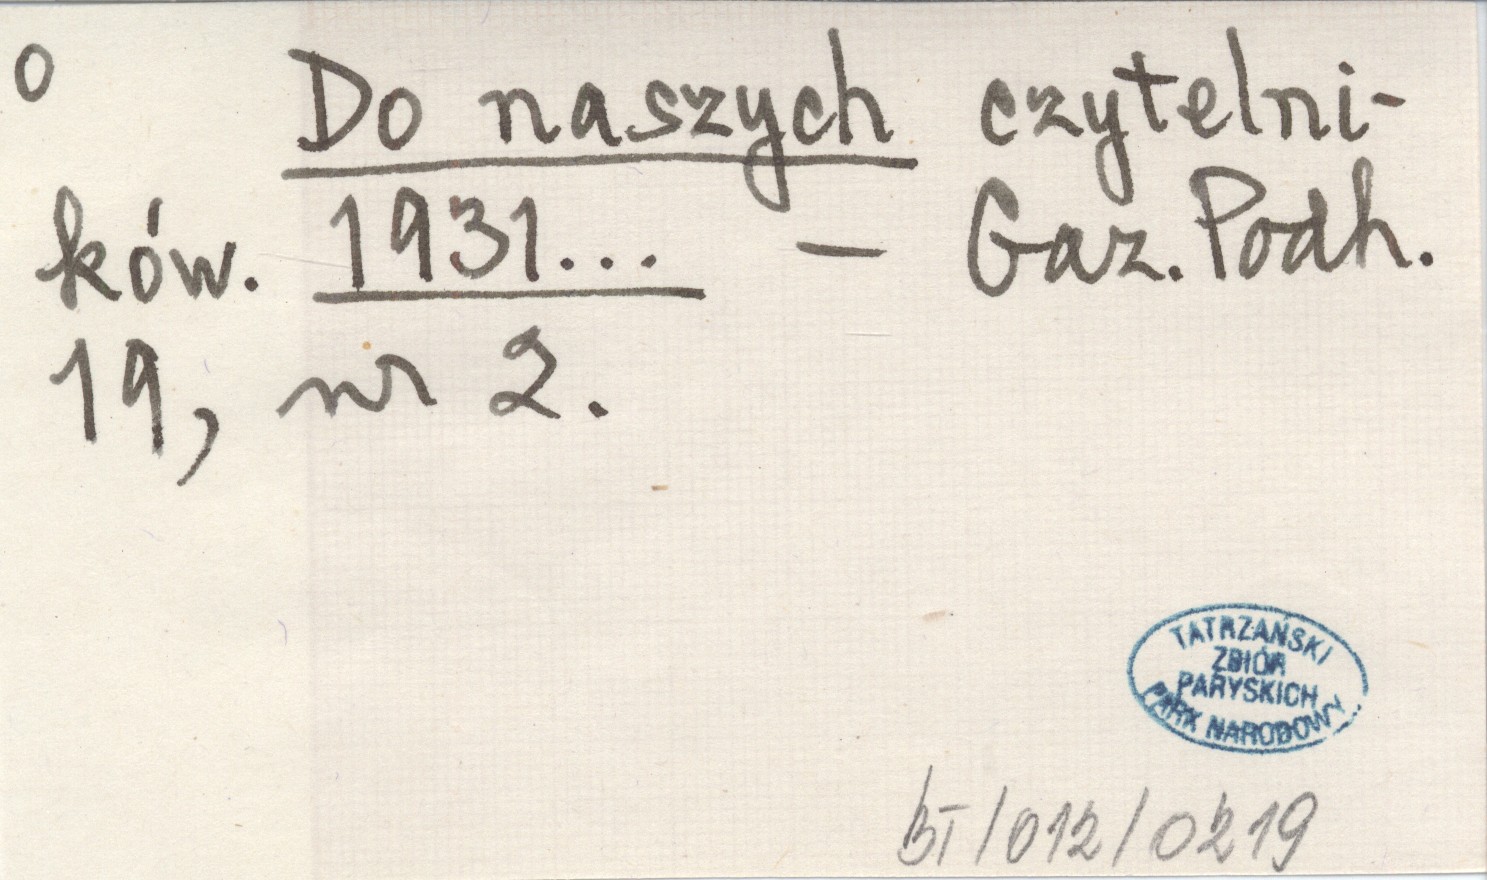 o Do naszych czytelni-
ków. 1931... — Gaz. Podh.
19, nr 2.
TATRZAŃSKI
ZBIÓR
PARYSKICH
PARK NARODOWY
BT/012/0219